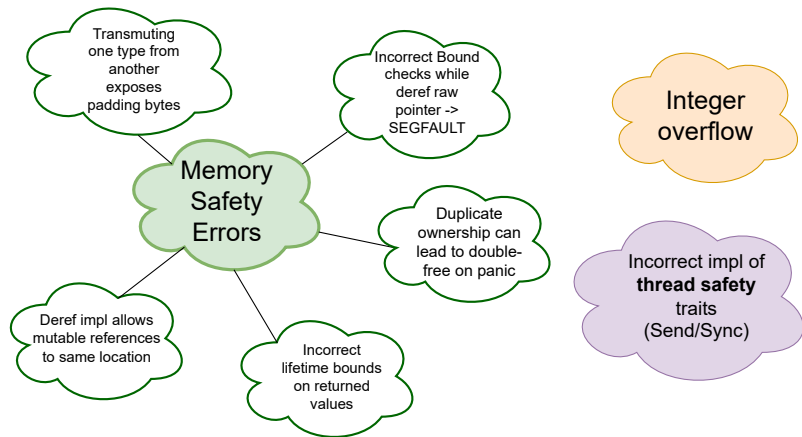 Transmuting
one type from
another
exposes
padding bytes
Incorrect Bound
checks while
deref raw
pointer ->
SEGFAULT
Integer
overflow
Memory
Safety
Errors
Duplicate
ownership can
lead to double-
free on panic
Incorrect impl of
thread safety
traits
(Send/Sync)
Deref impl allows
mutable references
to same location
Incorrect
lifetime bounds
on returned
values